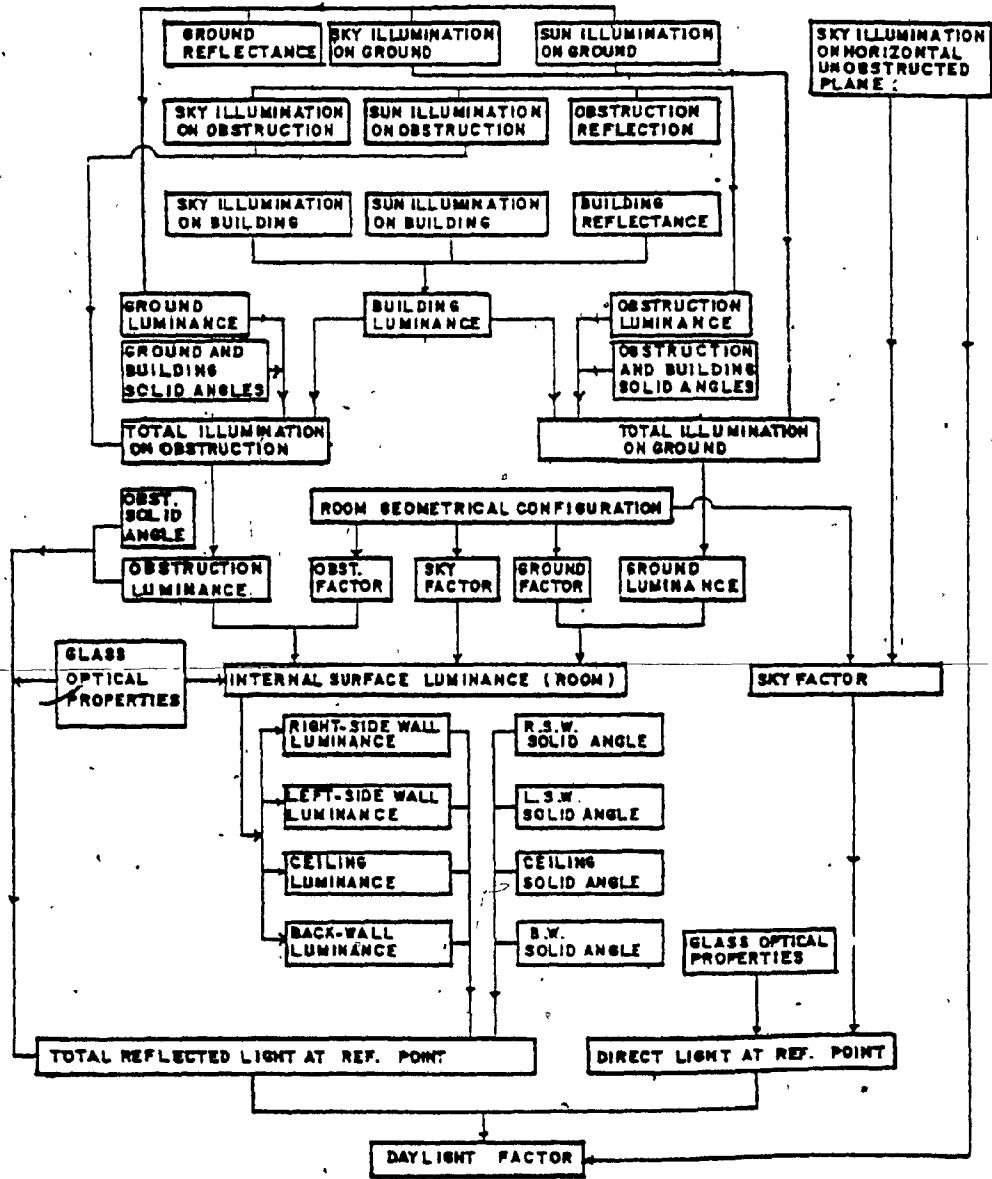 GROUND
REFLECTANCE
SKY ILLUMINATION
ON GROUND
SUN ILLUMINATION
ON GROUND
SKY ILLUMINATION
ON HORIZONTAL
UNOBSTRUCTED
PLANE
SKY ILLUMINATION
ON OBSTRUCTION
SUN ILLUMINATION
ON OBSTRUCTION
OBSTRUCTION
REFLECTION
SKY ILLUMINATION
ON BUILDING
SUN ILLUMINATION
ON BUILDING
BUILDING
REFLECTANCE
GROUND
LUMINANCE
BUILDING
LUMINANCE
OBSTRUCTION
LUMINANCE
GROUND AND
BUILDING
SOLID ANGLES
OBSTRUCTION
AND BUILDING
SOLID ANGLES
TOTAL ILLUMINATION
ON OBSTRUCTION
TOTAL ILLUMINATION
ON GROUND
OBST.
SOLID
ANGLE
ROOM GEOMETRICAL CONFIGURATION
OBSTRUCTION
LUMINANCE.
OBST.
FACTOR
SKY
FACTOR
GROUND
FACTOR
GROUND
LUMINANCE
GLASS
OPTICAL
PROPERTIES
INTERNAL SURFACE LUMINANCE (ROOM)
SKY FACTOR
RIGHT-SIDE WALL
LUMINANCE
R.S.W.
SOLID ANGLE
LEFT-SIDE WALL
LUMINANCE
L.S.W.
SOLID ANGLE
CEILING
LUMINANCE
CEILING
SOLID ANGLE
BACK-WALL
LUMINANCE
B.W.
SOLID ANGLE
GLASS OPTICAL
PROPERTIES
TOTAL REFLECTED LIGHT AT REF. POINT
DIRECT LIGHT AT REF. POINT
DAYLIGHT FACTOR